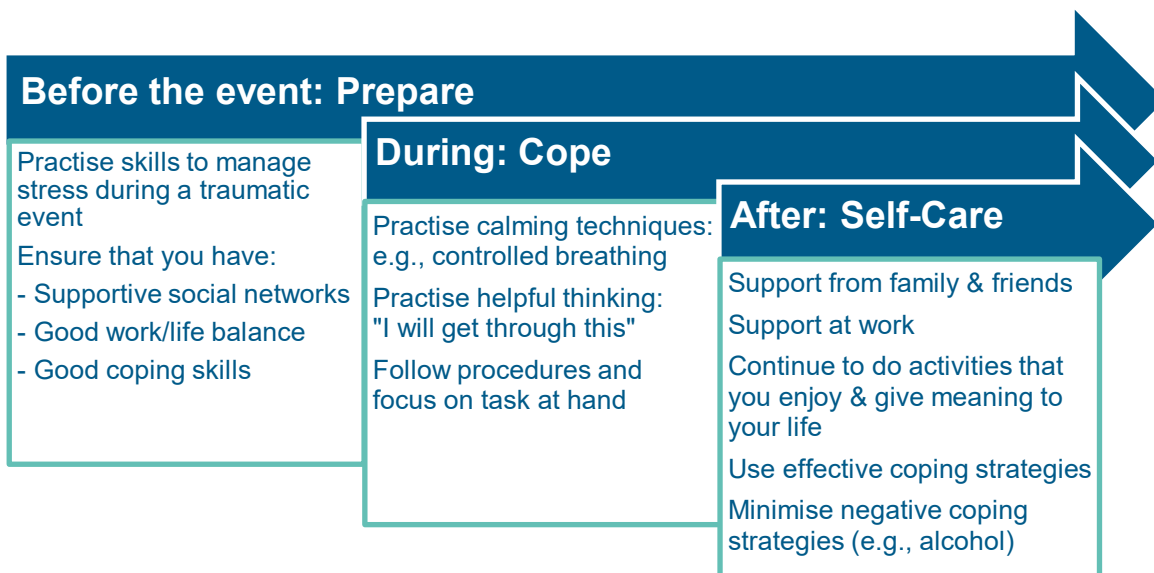 Before the event: Prepare
Practise skills to manage
stress during a traumatic
event
Ensure that you have:
- Supportive social networks
- Good work/life balance
- Good coping skills
During: Cope
Practise calming techniques:
e.g., controlled breathing
Practise helpful thinking:
"I will get through this"
Follow procedures and
focus on task at hand
After: Self-Care
Support from family & friends
Support at work
Continue to do activities that
you enjoy & give meaning to
your life
Use effective coping strategies
Minimise negative coping
strategies (e.g., alcohol)